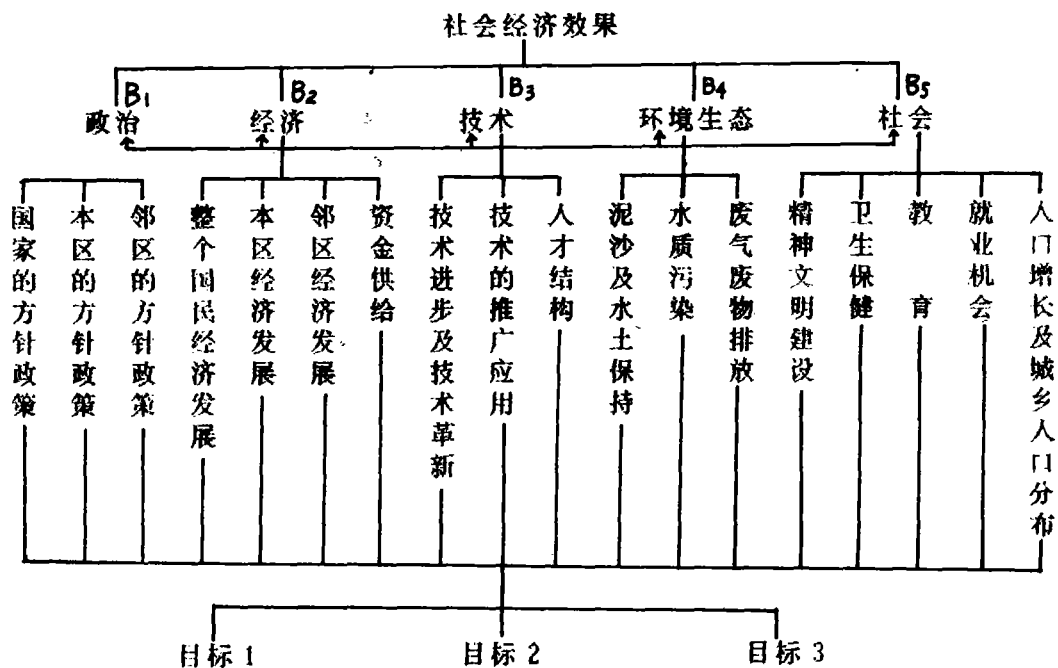 社会经济效果
B1
B2
B3
B4
B5
政治
经济
技术
环境生态
社会
国家的方针政策
本区的方针政策
邻区的方针政策
整个国民经济发展
本区经济发展
邻区经济发展
资金供给
技术进步及技术革新
技术的推广应用
人才结构
泥沙及水土保持
水质污染
废气废物排放
精神文明建设
卫生保健
教育
就业机会
人口增长及城乡人口分布
目标1
目标2
目标3